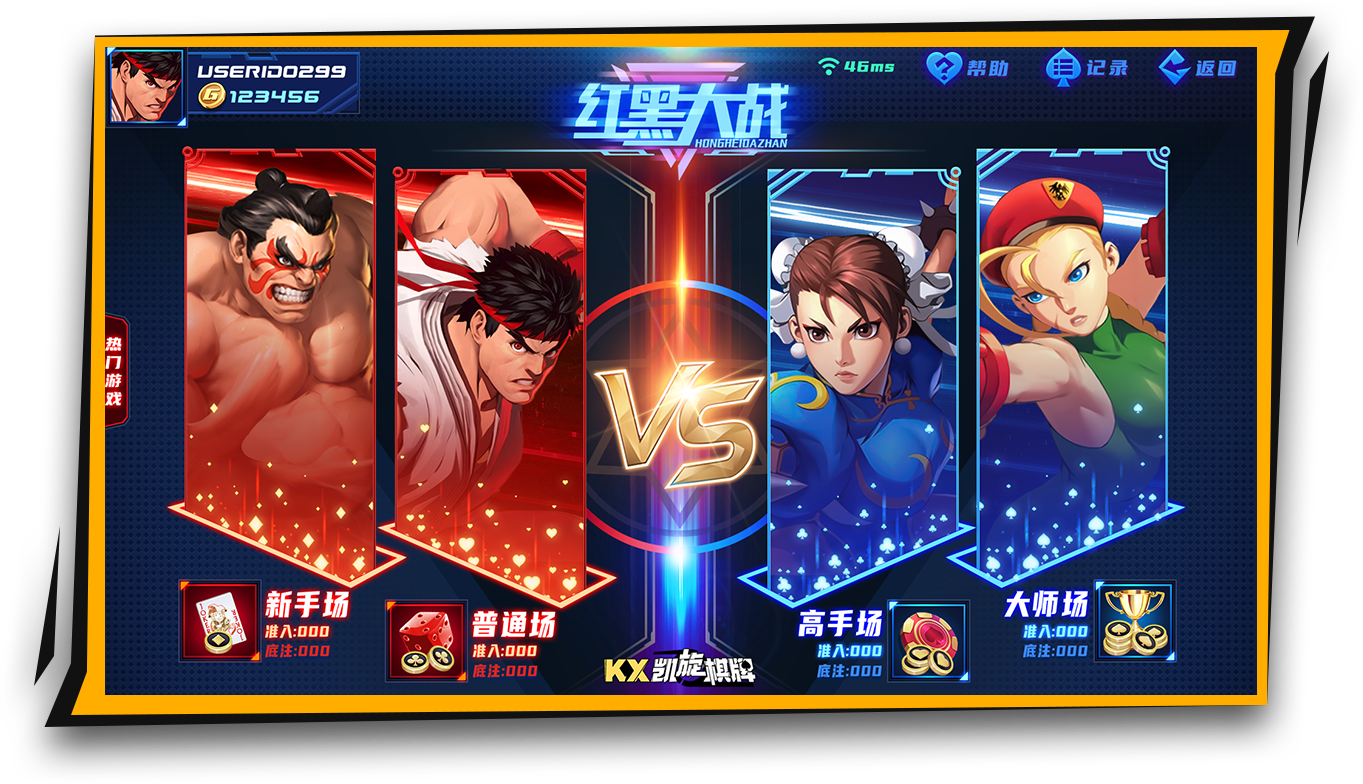 USERID0299
G 123456
46ms
帮助
记录
返回
红黑大战
HONGHEIDAZHAN
热门游戏
VS
新手场
准入:000
底注:000
普通场
准入:000
底注:000
高手场
准入:000
底注:000
大师场
准入:000
底注:000
KX凯旋棋牌